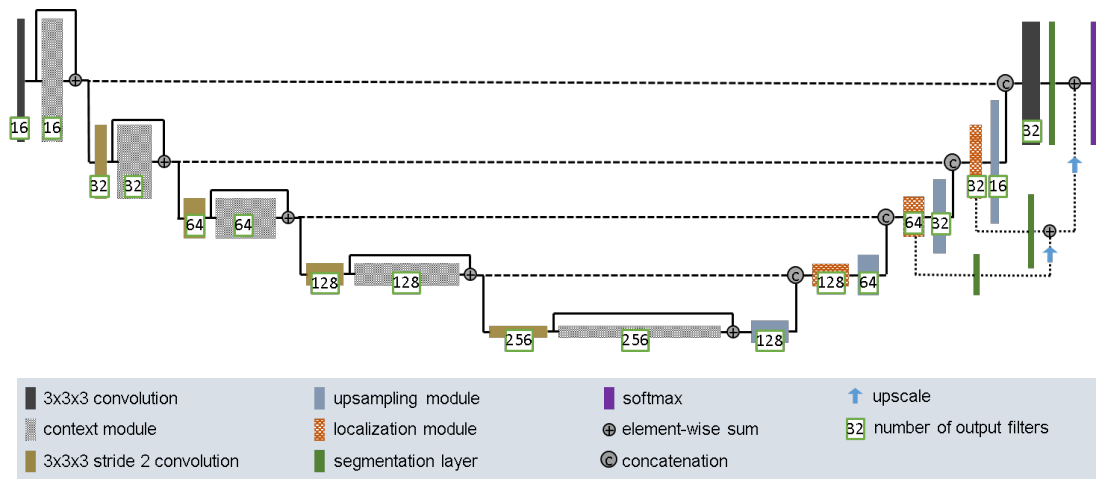 16
16
C
C
C
C
32
32
32
32
16
64
64
64
32
128
128
128
64
256
256
128
3x3x3 convolution
upsampling module
softmax
upscale
context module
localization module
element-wise sum
32
number of output filters
3x3x3 stride 2 convolution
segmentation layer
C
concatenation